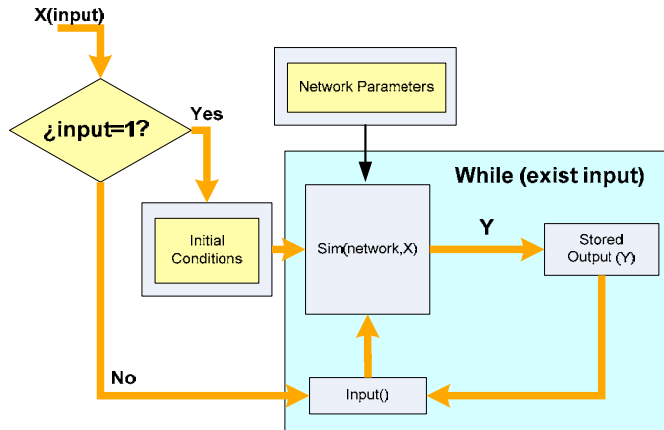 X(input)
¿input=1?
Yes
Network Parameters
While (exist input)
Initial
Conditions
Sim(network,X)
Y
Stored
Output (Y)
No
Input()